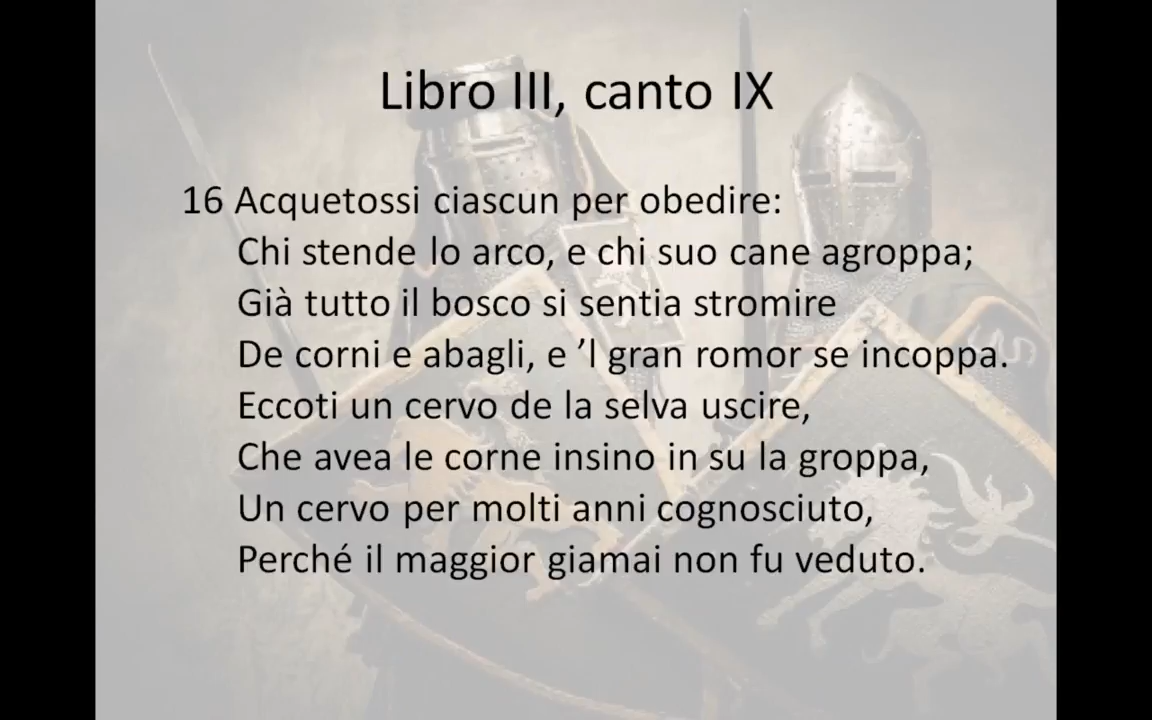 Libro III, canto IX
16 Acquetossi ciascun per obedire:
Chi stende lo arco, e chi suo cane agroppa;
Già tutto il bosco si sentia stromire
De corni e abagli, e ’l gran romor se incoppa.
Eccoti un cervo de la selva uscire,
Che avea le corne insino in su la groppa,
Un cervo per molti anni cognosciuto,
Perché il maggior giamai non fu veduto.